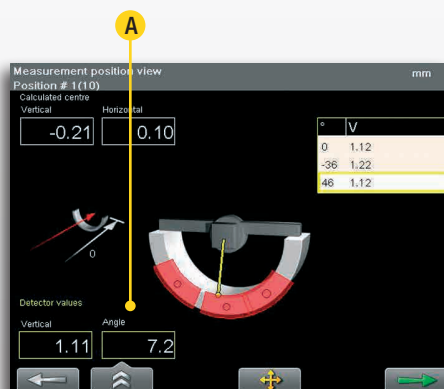 A
Measurement position view
mm
Position # 1(10)
Calculated centre
Vertical Horizontal
-0.21 0.10
° V
0 1.12
-36 1.22
46 1.12
0
Detector values
Vertical Angle
1.11 7.2